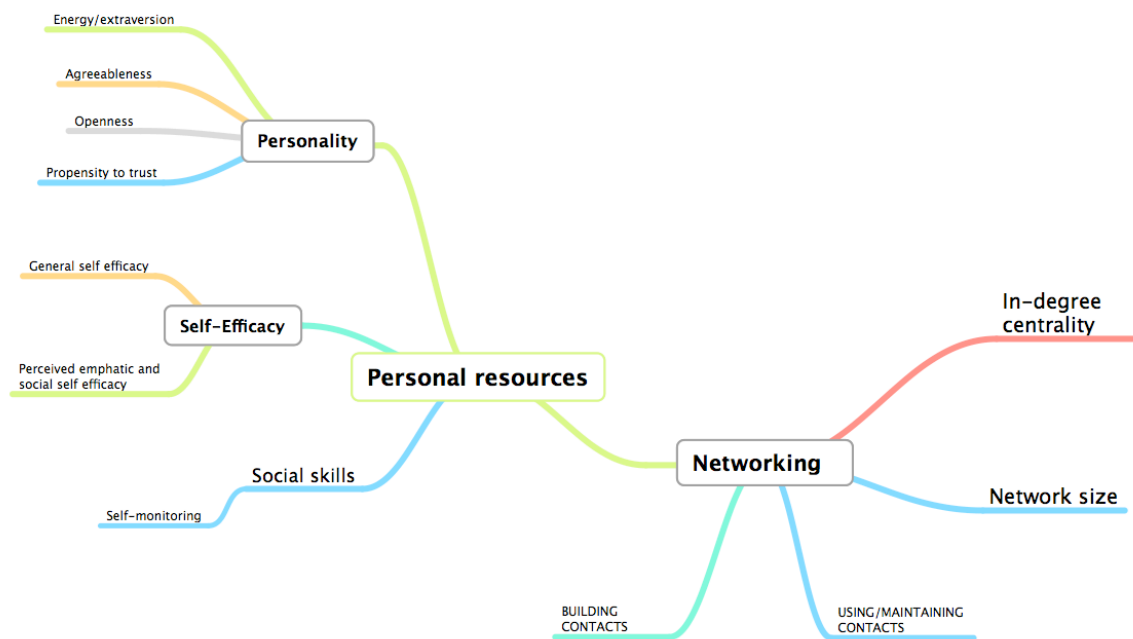 Energy/extraversion
Agreeableness
Openness
Personality
Propensity to trust
General self efficacy
Self-Efficacy
Perceived emphatic and
social self efficacy
Personal resources
Social skills
Self-monitoring
In-degree
centrality
Networking
Network size
BUILDING
CONTACTS
USING/MAINTAINING
CONTACTS